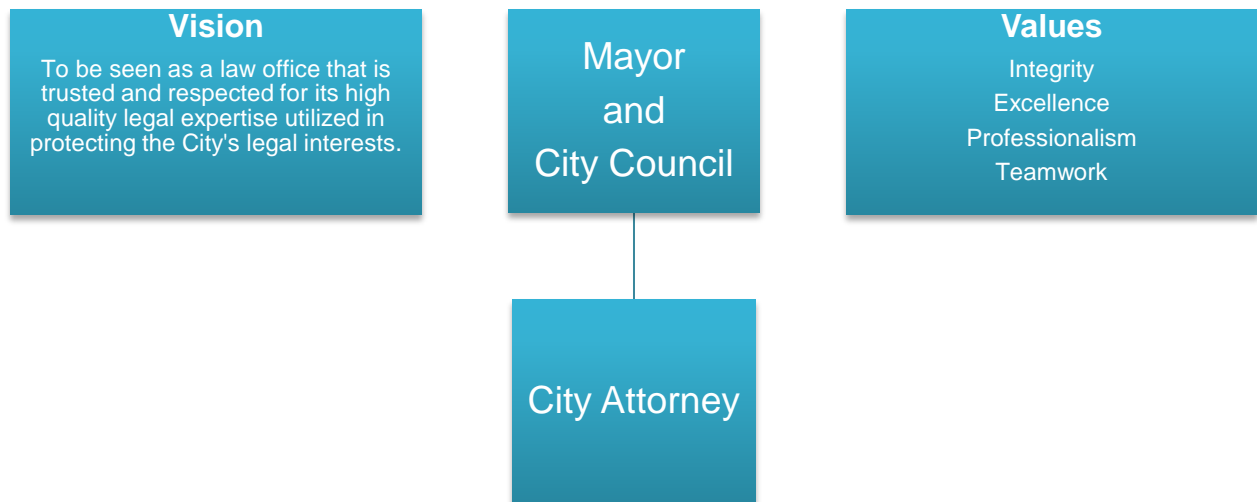 Vision
To be seen as a law office that is
trusted and respected for its high
quality legal expertise utilized in
protecting the City's legal interests.
Mayor
and
City Council
Values
Integrity
Excellence
Professionalism
Teamwork
City Attorney